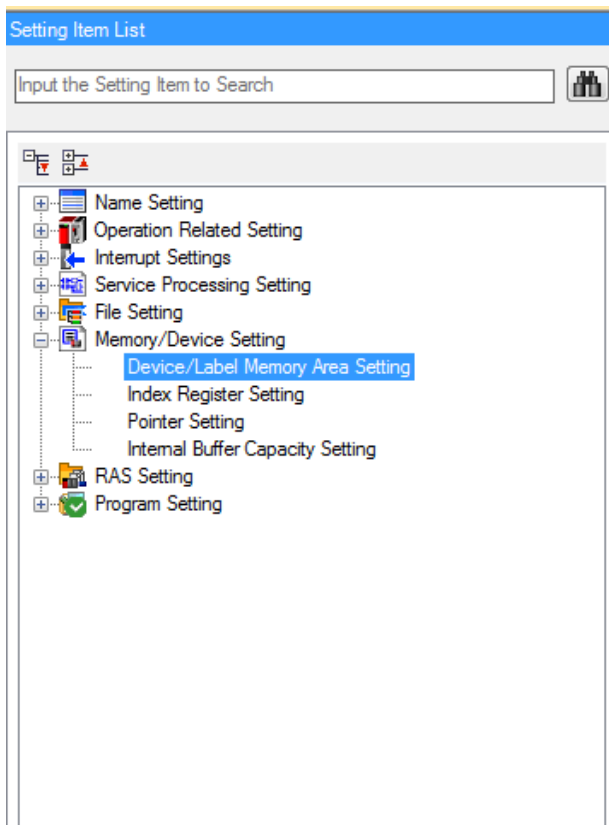 Setting Item List
Input the Setting Item to Search
Name Setting
Operation Related Setting
Interrupt Settings
Service Processing Setting
File Setting
Memory/Device Setting
Device/Label Memory Area Setting
Index Register Setting
Pointer Setting
Internal Buffer Capacity Setting
RAS Setting
Program Setting